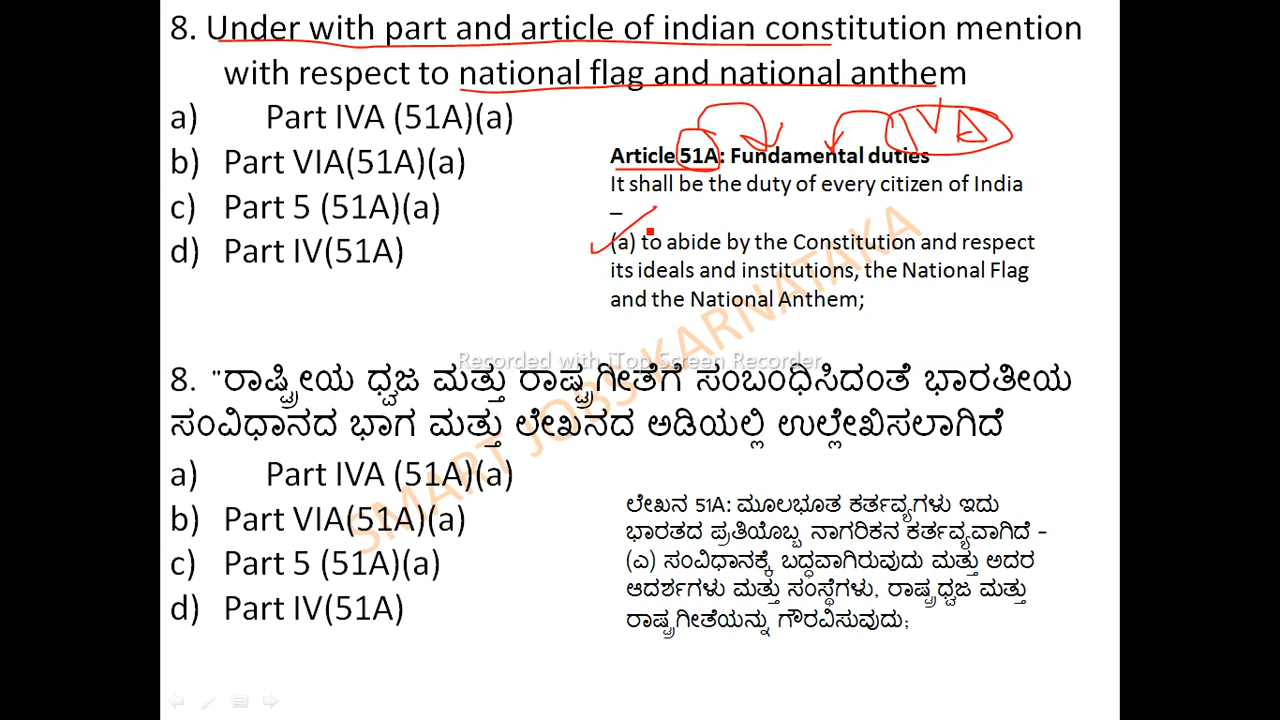 8. Under with part and article of indian constitution mention
with respect to national flag and national anthem
a) Part IVA (51A)(a)
b) Part VIA(51A)(a)
c) Part 5 (51A)(a)
d) Part IV(51A)
IVA
Article 51A: Fundamental duties
It shall be the duty of every citizen of India
–
(a) to abide by the Constitution and respect
its ideals and institutions, the National Flag
and the National Anthem;
SMART JOBS KARNATAKA
Recorded with iTop Screen Recorder
8. "ರಾಷ್ಟ್ರೀಯ ಧ್ವಜ ಮತ್ತು ರಾಷ್ಟ್ರಗೀತೆಗೆ ಸಂಬಂಧಿಸಿದಂತೆ ಭಾರತೀಯ
ಸಂವಿಧಾನದ ಭಾಗ ಮತ್ತು ಲೇಖನದ ಅಡಿಯಲ್ಲಿ ಉಲ್ಲೇಖಿಸಲಾಗಿದೆ
a) Part IVA (51A)(a)
b) Part VIA(51A)(a)
c) Part 5 (51A)(a)
d) Part IV(51A)
ಲೇಖನ 51A: ಮೂಲಭೂತ ಕರ್ತವ್ಯಗಳು ಇದು
ಭಾರತದ ಪ್ರತಿಯೊಬ್ಬ ನಾಗರಿಕನ ಕರ್ತವ್ಯವಾಗಿದೆ –
(ಎ) ಸಂವಿಧಾನಕ್ಕೆ ಬದ್ಧವಾಗಿರುವುದು ಮತ್ತು ಅದರ
ಆದರ್ಶಗಳು ಮತ್ತು ಸಂಸ್ಥೆಗಳು, ರಾಷ್ಟ್ರಧ್ವಜ ಮತ್ತು
ರಾಷ್ಟ್ರಗೀತೆಯನ್ನು ಗೌರವಿಸುವುದು;